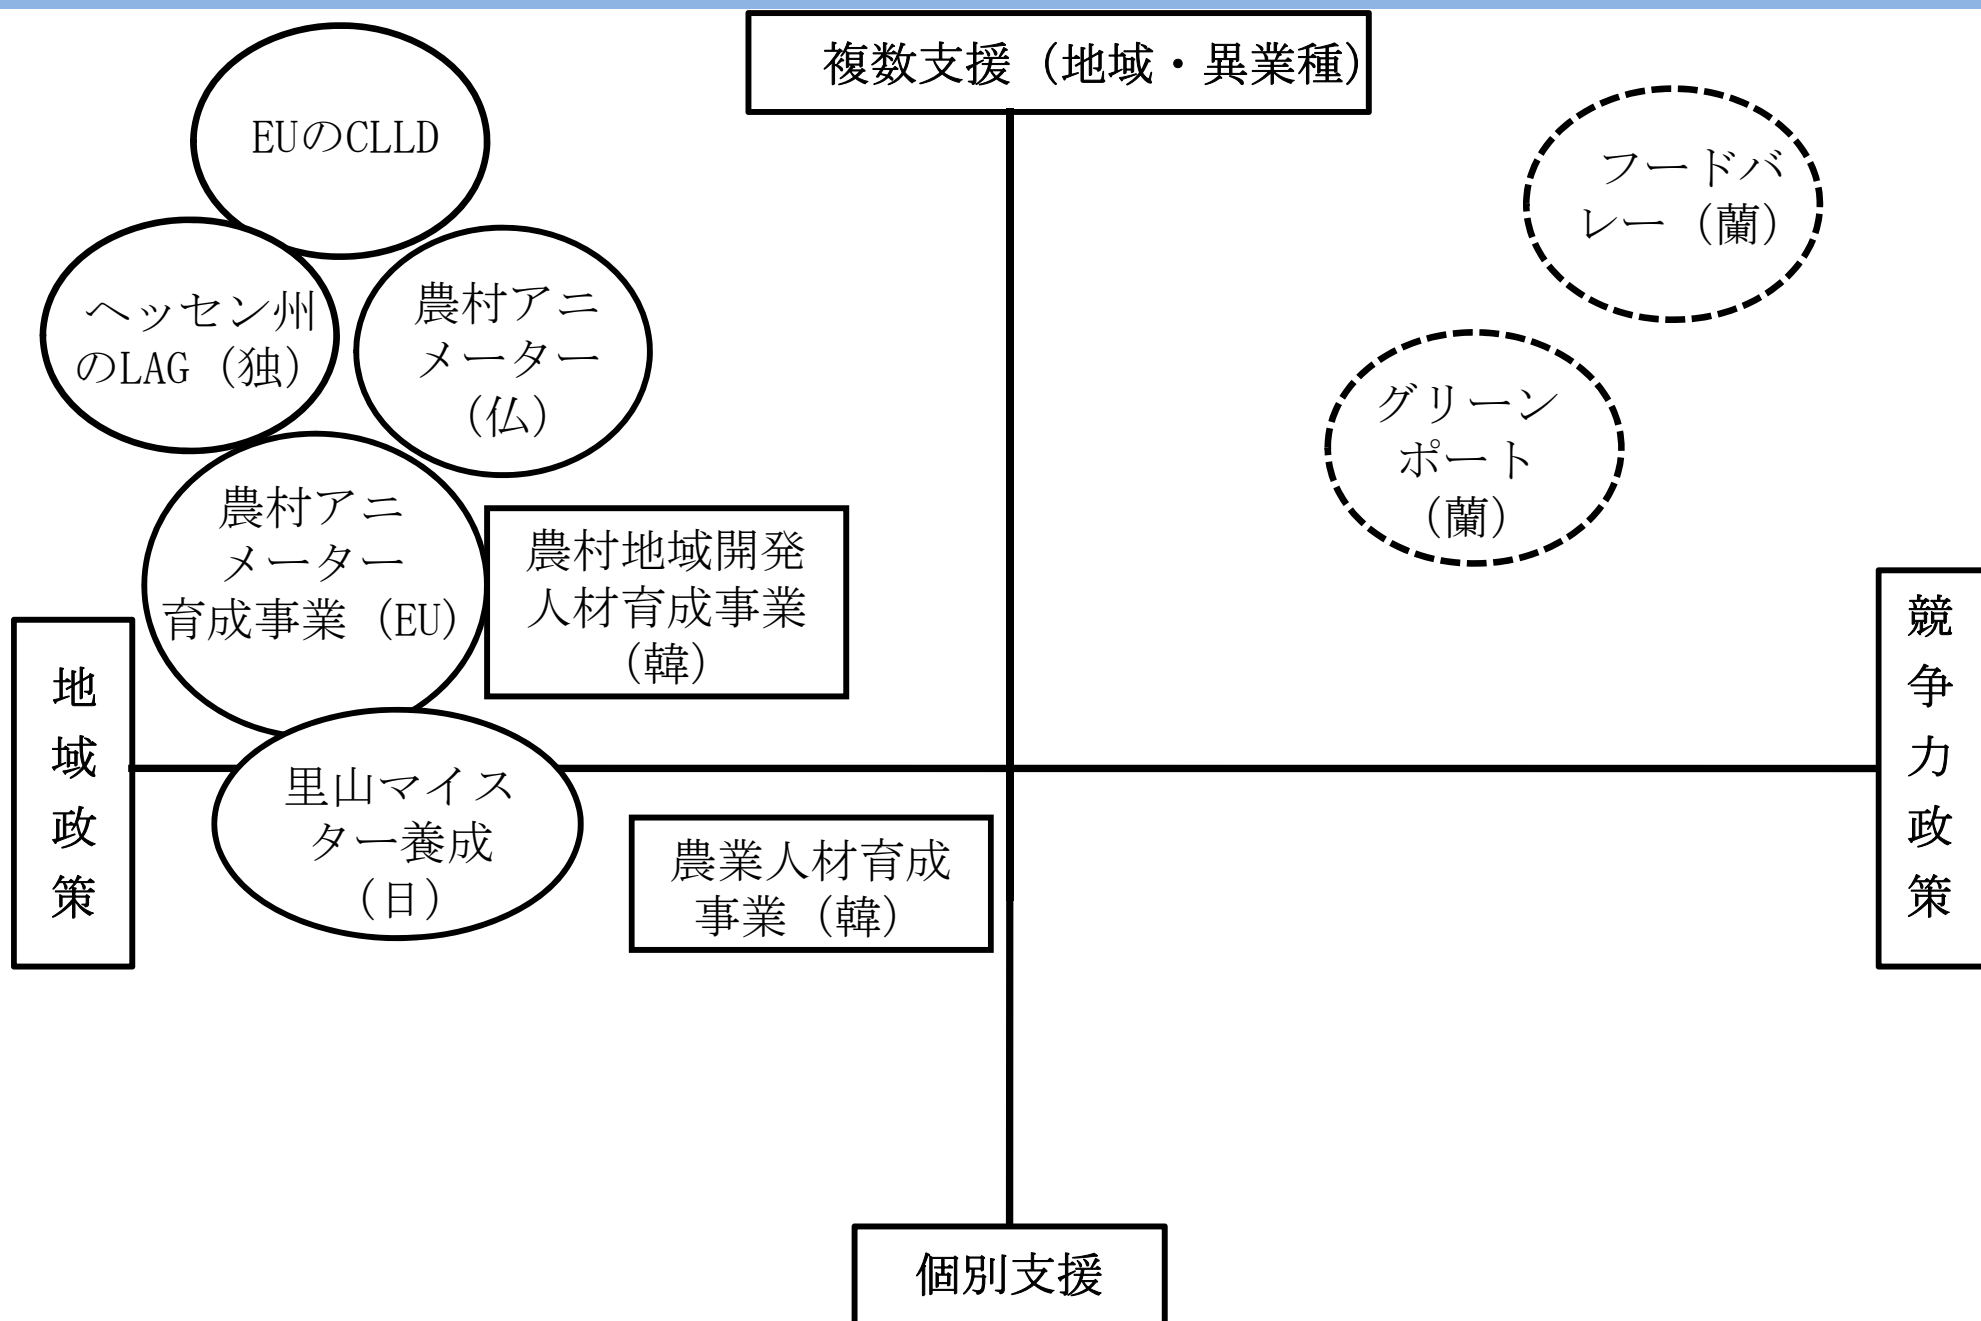 複数支援（地域・異業種）
EUのCLLD
フードバ
レー（蘭）
ヘッセン州
のLAG（独）
農村アニ
メーター
（仏）
グリーン
ポート
（蘭）
農村アニ
メーター
育成事業（EU）
農村地域開発
人材育成事業
（韓）
地域政策
競争力政策
里山マイス
ター養成
（日）
農業人材育成
事業（韓）
個別支援